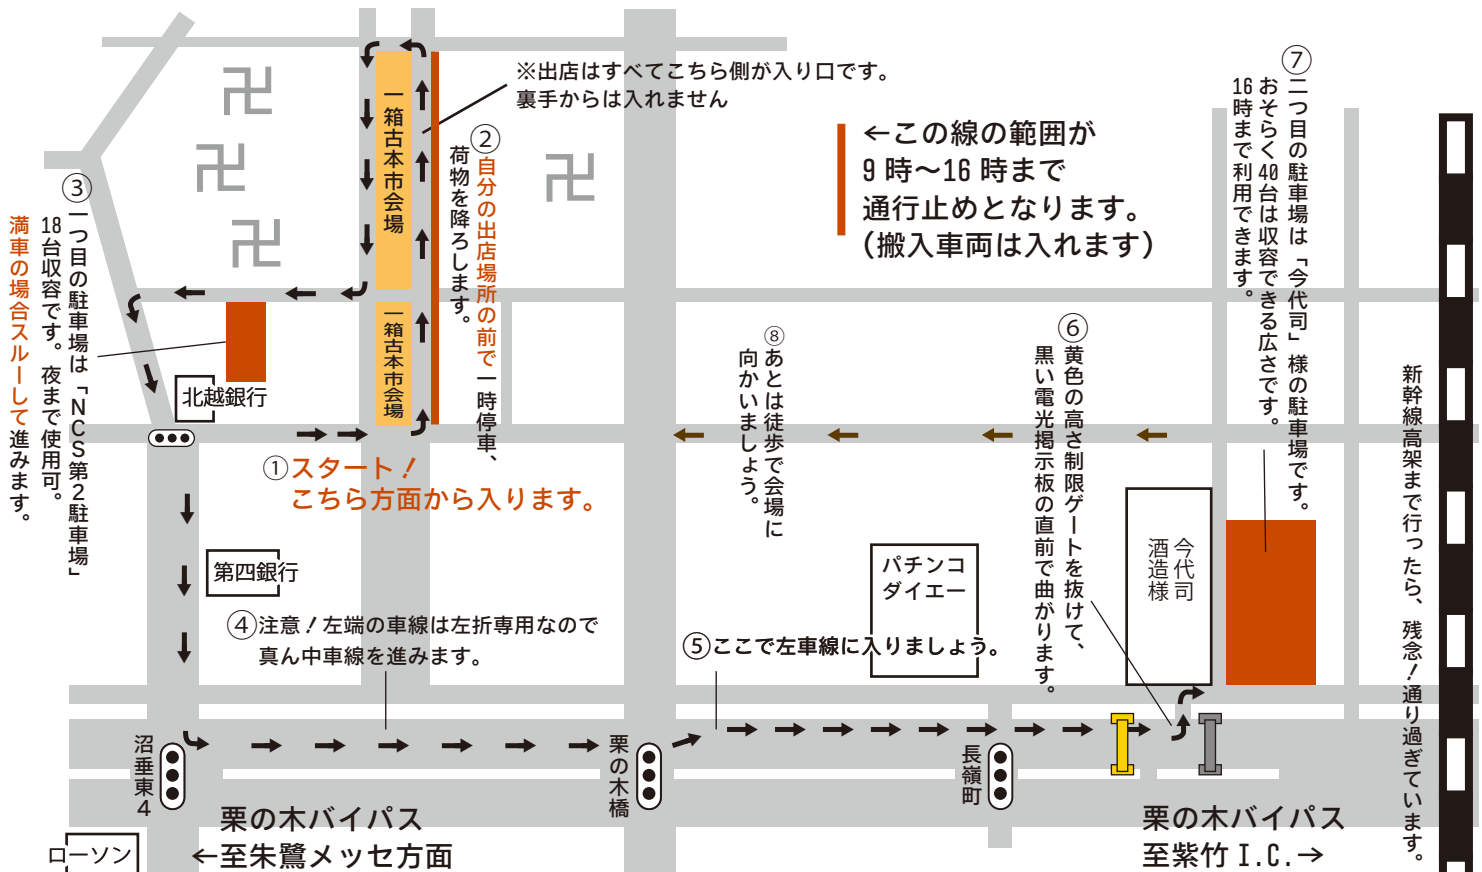 ※出店はすべてこちら側が入り口です。
裏手からは入れません
←この線の範囲が
9時〜16時まで
通行止めとなります。
(搬入車両は入れます)
一箱古本市会場
一箱古本市会場
①スタート！
こちら方面から入ります。
②自分の出店場所の前で一時停車、
荷物を降ろします。
③一つ目の駐車場は「NCS第2駐車場」
18台収容です。夜まで使用可。
満車の場合スルーして進みます。
北越銀行
第四銀行
④注意！左端の車線は左折専用なので
真ん中車線を進みます。
⑤ここで左車線に入りましょう。
パチンコ
ダイエー
⑥黄色の高さ制限ゲートを抜けて、
黒い電光掲示板の直前で曲がります。
⑦二つ目の駐車場は「今代司」様の駐車場です。
おそらく40台は収容できる広さです。
16時まで利用できます。
⑧あとは徒歩で会場に
向かいましょう。
今代司
酒造様
新幹線高架まで行ったら、残念！通り過ぎています。
沼垂東4
栗の木橋
長嶺町
栗の木バイパス
←至朱鷺メッセ方面
栗の木バイパス
至紫竹I.C.→
ローソン